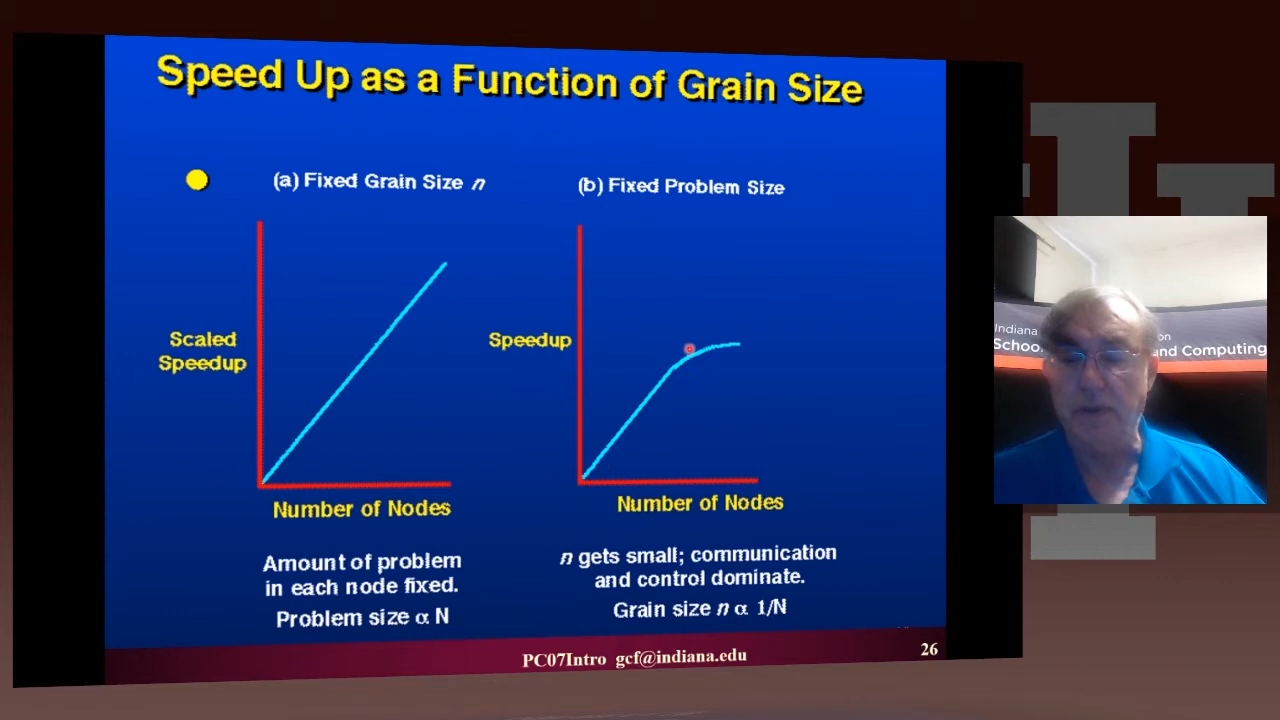 Speed Up as a Function of Grain Size
(a) Fixed Grain Size n
(b) Fixed Problem Size
Scaled
Speedup
Speedup
Number of Nodes
Number of Nodes
Amount of problem
in each node fixed.
Problem size α N
n gets small; communication
and control dominate.
Grain size n α 1/N
PC07Intro gcf@indiana.edu
26
Indiana
on
Schoo
and Computing